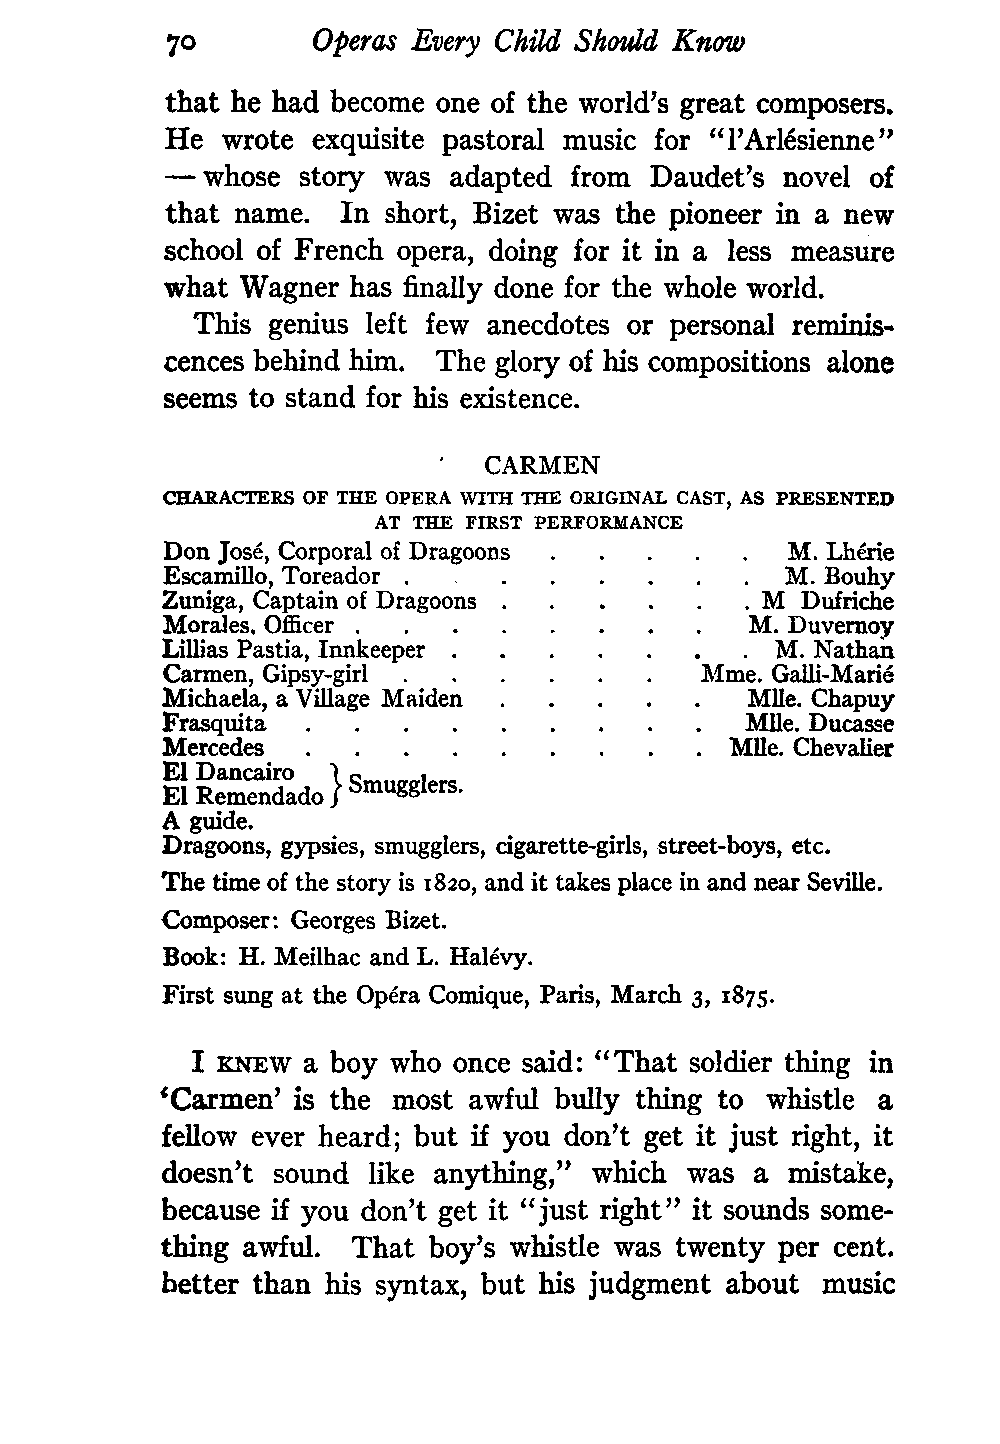 70 Operas Every Child Should Know
that he had become one of the world's great composers.
He wrote exquisite pastoral music for "l'Arlésienne"
— whose story was adapted from Daudet's novel of
that name. In short, Bizet was the pioneer in a new
school of French opera, doing for it in a less measure
what Wagner has finally done for the whole world.
This genius left few anecdotes or personal reminis-
cences behind him. The glory of his compositions alone
seems to stand for his existence.
CARMEN
CHARACTERS OF THE OPERA WITH THE ORIGINAL CAST, AS PRESENTED
AT THE FIRST PERFORMANCE
Don José, Corporal of Dragoons . . . . . M. Lhérie
Escamillo, Toreador . . . . . . . . M. Bouhy
Zuniga, Captain of Dragoons . . . . . . M Dufriche
Morales, Officer . . . . . . . . M. Duvernoy
Lillias Pastia, Innkeeper . . . . . . . M. Nathan
Carmen, Gipsy-girl . . . . . . Mme. Galli-Marié
Michaela, a Village Maiden . . . . . Mlle. Chapuy
Frasquita . . . . . . . . . Mlle. Ducasse
Mercedes . . . . . . . . . Mlle. Chevalier
El Dancairo
El Remendado } Smugglers.
A guide.
Dragoons, gypsies, smugglers, cigarette-girls, street-boys, etc.
The time of the story is 1820, and it takes place in and near Seville.
Composer: Georges Bizet.
Book: H. Meilhac and L. Halévy.
First sung at the Opéra Comique, Paris, March 3, 1875.
I KNEW a boy who once said: "That soldier thing in
'Carmen' is the most awful bully thing to whistle a
fellow ever heard; but if you don't get it just right, it
doesn't sound like anything," which was a mistake,
because if you don't get it "just right" it sounds some-
thing awful. That boy's whistle was twenty per cent.
better than his syntax, but his judgment about music